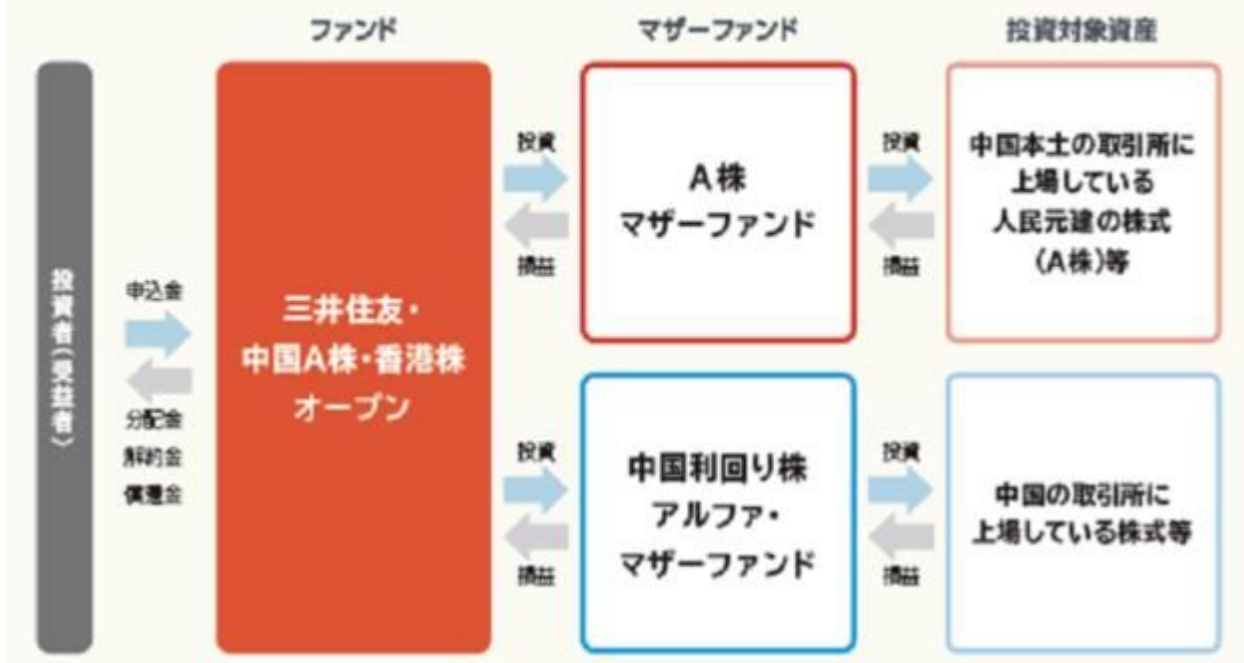 ファンド
マザーファンド
投資対象資産
投資者(受益者)
申込金
分配金
解約金
償還金
三井住友・
中国A株・香港株
オープン
投資
損益
A株
マザーファンド
投資
損益
中国本土の取引所に
上場している
人民元建の株式
(A株)等
投資
損益
中国利回り株
アルファ・
マザーファンド
投資
損益
中国の取引所に
上場している株式等